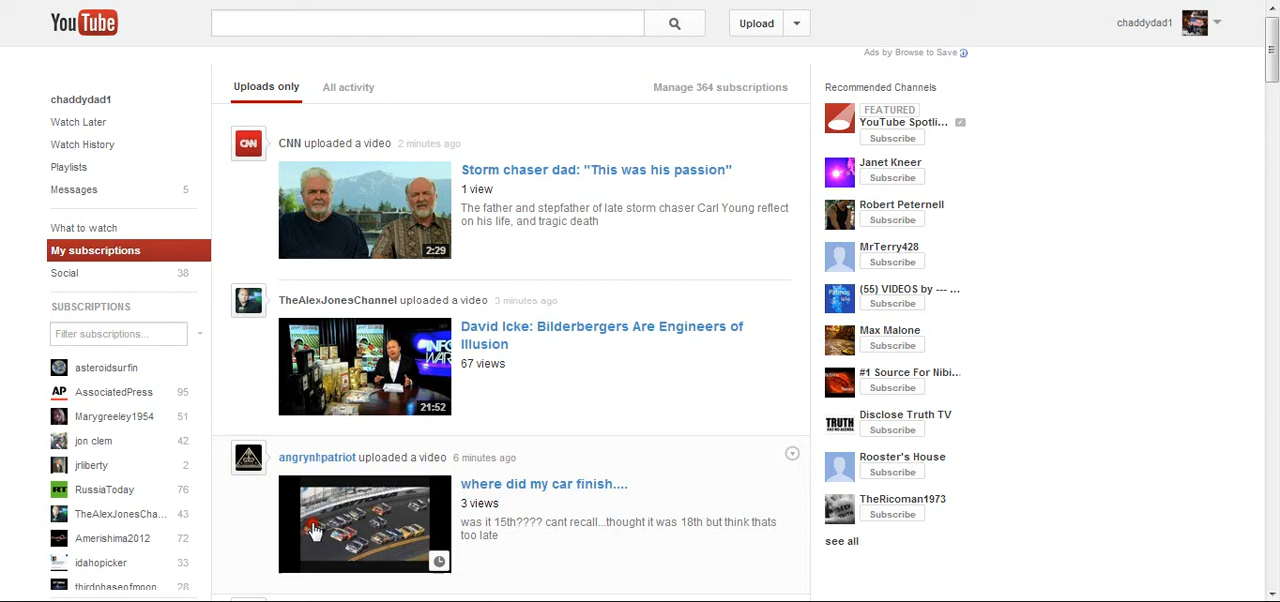 YouTube
Upload
chaddydad1
Ads by Browse to Save
chaddydad1
Watch Later
Watch History
Playlists
Messages 5
What to watch
My subscriptions
Social 38
SUBSCRIPTIONS
Filter subscriptions...
asteroidsurfin
AP AssociatedPress 95
Marygreeley1954 51
jon clem 42
jrliberty 2
RT RussiaToday 76
TheAlexJonesCha... 43
Amerishima2012 72
idahopicker 33
thirdphaseofmoon 28
Uploads only All activity Manage 364 subscriptions
CNN CNN uploaded a video 2 minutes ago
Storm chaser dad: "This was his passion"
1 view
The father and stepfather of late storm chaser Carl Young reflect
on his life, and tragic death
2:29
TheAlexJonesChannel uploaded a video 3 minutes ago
David Icke: Bilderbergers Are Engineers of
Illusion
67 views
INFO
WAR
21:52
angrynhpatriot uploaded a video 6 minutes ago
where did my car finish....
3 views
was it 15th???? cant recall...thought it was 18th but think thats
too late
Recommended Channels
FEATURED
YouTube Spotli...
Subscribe
Janet Kneer
Subscribe
Robert Peternell
Subscribe
MrTerry428
Subscribe
(55) VIDEOS by --- ...
Subscribe
Max Malone
Subscribe
#1 Source For Nibi...
Subscribe
TRUTH
Disclose Truth TV
Subscribe
Rooster's House
Subscribe
TheRicoman1973
Subscribe
see all